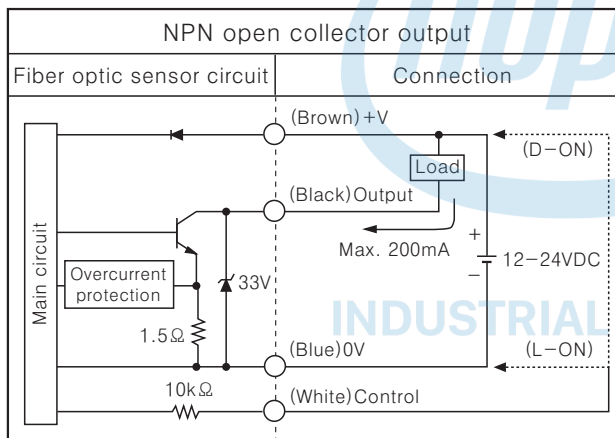 NPN open collector output
Fiber optic sensor circuit
Connection
(Brown)+V
(D-ON)
Load
(Black)Output
Max. 200mA
+
12-24VDC
-
Main circuit
Overcurrent
protection
33V
1.5Ω
INDUSTRIAL
(Blue)0V
(L-ON)
10kΩ
(White)Control